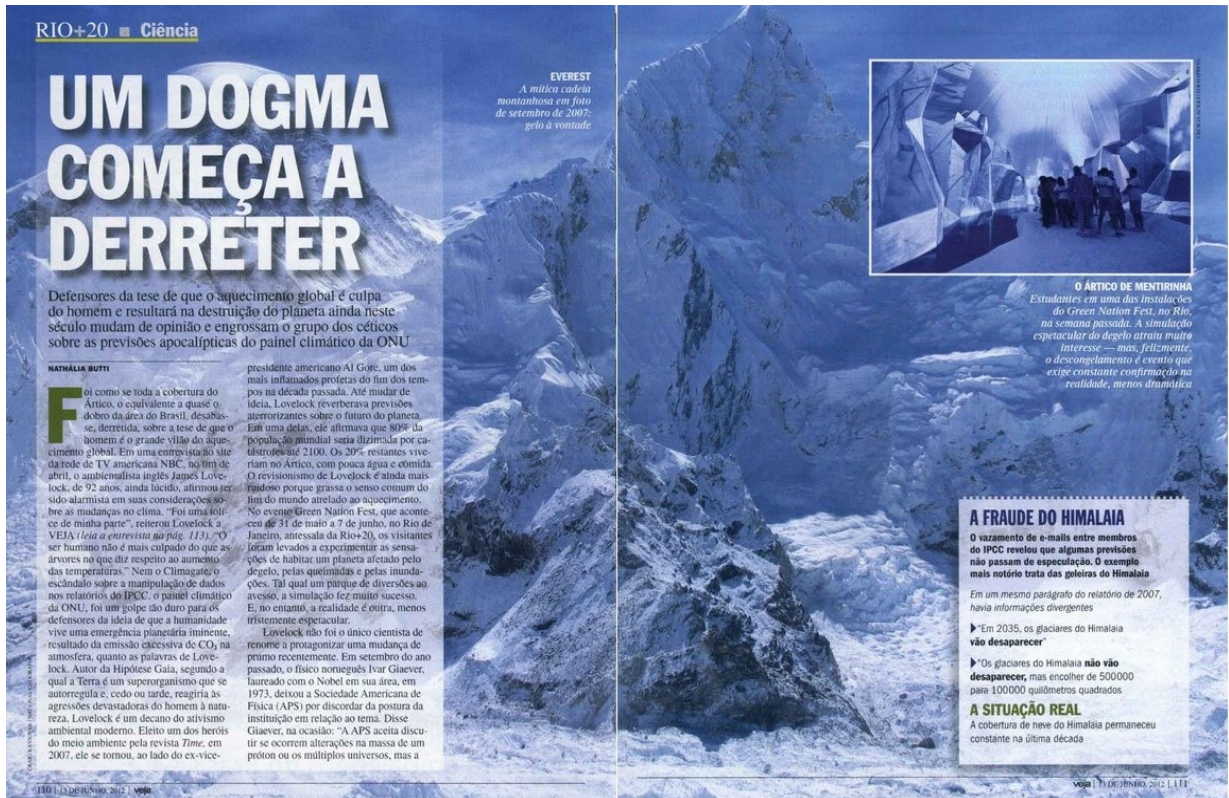 RIO+20 ■ Ciência
UM DOGMA
COMEÇA A
DERRETER
Defensores da tese de que o aquecimento global é culpa
do homem e resultará na destruição do planeta ainda neste
século mudam de opinião e engrossam o grupo dos céticos
sobre as previsões apocalípticas do painel climático da ONU
NATHÁLIA BUTTI
Foi como se toda a cobertura do
Ártico, o equivalente a quase o
dobro da área do Brasil, desabas-
se, derretida, sobre a tese de que o
homem é o grande vilão do aque-
cimento global. Em uma entrevista ao site
da rede de TV americana NBC, no fim de
abril, o ambientalista inglês James Love-
lock, de 92 anos, ainda lúcido, afirmou ter
sido alarmista em suas considerações so-
bre as mudanças no clima. “Foi uma toli-
ce de minha parte”, reiterou Lovelock a
VEJA (leia a entrevista na pág. 113). “O
ser humano não é mais culpado do que as
árvores no que diz respeito ao aumento
das temperaturas.” Nem o Climagate, o
escândalo sobre a manipulação de dados
nos relatórios do IPCC, o painel climático
da ONU, foi um golpe tão duro para os
defensores da ideia de que a humanidade
vive uma emergência planetária iminente,
resultado da emissão excessiva de CO₂ na
atmosfera, quanto as palavras de Love-
lock. Autor da Hipótese Gaia, segundo a
qual a Terra é um superorganismo que se
autorregula e, cedo ou tarde, reagiria às
agressões devastadoras do homem à natu-
reza, Lovelock é um decano do ativismo
ambiental moderno. Eleito um dos heróis
do meio ambiente pela revista Time, em
2007, ele se tornou, ao lado do ex-vice-
presidente americano Al Gore, um dos
mais inflamados profetas do fim dos tem-
pos na década passada. Até mudar de
ideia, Lovelock reverberava previsões
aterrorizantes sobre o futuro do planeta.
Em uma delas, ele afirmava que 80% da
população mundial seria dizimada por ca-
tástrofes até 2100. Os 20% restantes vive-
riam no Ártico, com pouca água e comida.
O revisionismo de Lovelock é ainda mais
ruidoso porque grassa o senso comum do
fim do mundo atrelado ao aquecimento.
No evento Green Nation Fest, que aconte-
ceu de 31 de maio a 7 de junho, no Rio de
Janeiro, antessala da Rio+20, os visitantes
foram levados a experimentar as sensa-
ções de habitar um planeta afetado pelo
degelo, pelas queimadas e pelas inunda-
ções. Tal qual um parque de diversões ao
avesso, a simulação fez muito sucesso.
E, no entanto, a realidade é outra, menos
tristemente espetacular.
Lovelock não foi o único cientista de
renome a protagonizar uma mudança de
prumo recentemente. Em setembro do ano
passado, o físico norueguês Ivar Giaever,
laureado com o Nobel em sua área, em
1973, deixou a Sociedade Americana de
Física (APS) por discordar da postura da
instituição em relação ao tema. Disse
Giaever, na ocasião: “A APS aceita discu-
tir se ocorrem alterações na massa de um
próton ou os múltiplos universos, mas a
110 | 13 DE JUNHO, 2012 | veja
EVEREST
A mítica cadeia
montanhosa em foto
de setembro de 2007:
gelo à vontade
O ÁRTICO DE MENTIRINHA
Estudantes em uma das instalações
do Green Nation Fest, no Rio,
na semana passada. A simulação
espetacular do degelo atraiu muito
interesse — mas, felizmente,
o descongelamento é evento que
exige constante confirmação na
realidade, menos dramática
A FRAUDE DO HIMALAIA
O vazamento de e-mails entre membros
do IPCC revelou que algumas previsões
não passam de especulação. O exemplo
mais notório trata das geleiras do Himalaia
Em um mesmo parágrafo do relatório de 2007,
havia informações divergentes
“Em 2035, os glaciares do Himalaia
vão desaparecer”
“Os glaciares do Himalaia não vão
desaparecer, mas encolher de 500000
para 100000 quilômetros quadrados
A SITUAÇÃO REAL
A cobertura de neve do Himalaia permaneceu
constante na última década
veja | 13 DE JUNHO, 2012 | 111